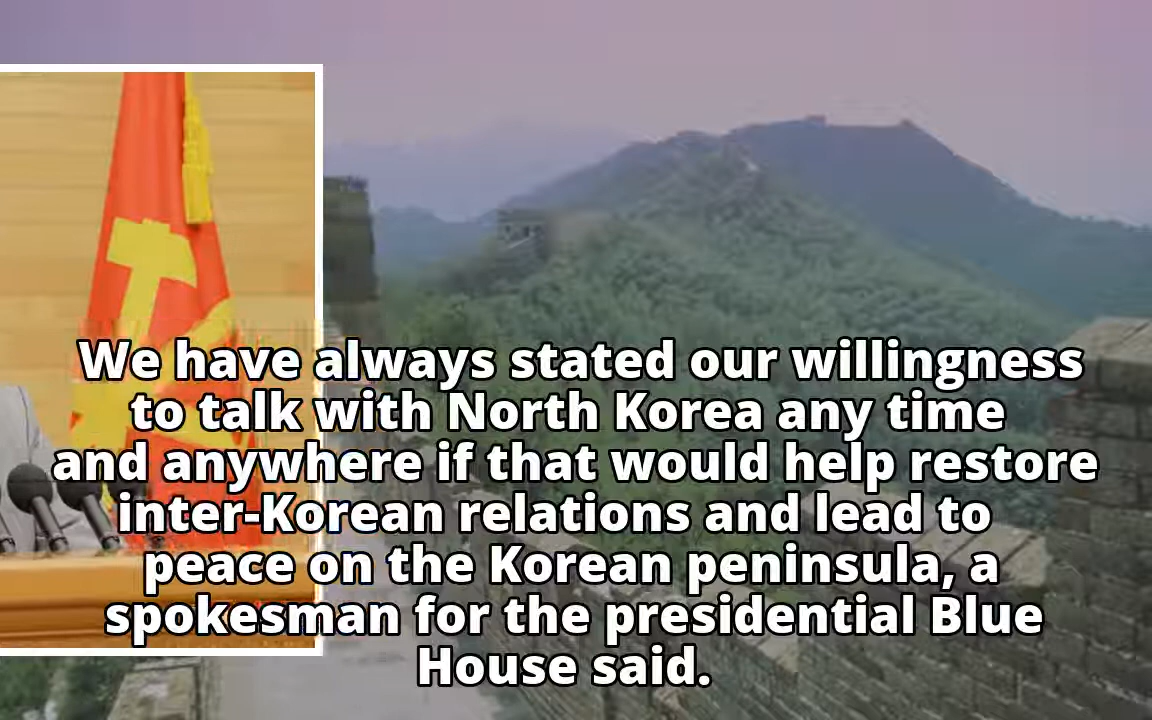 We have always stated our willingness
to talk with North Korea any time
and anywhere if that would help restore
inter-Korean relations and lead to
peace on the Korean peninsula, a
spokesman for the presidential Blue
House said.